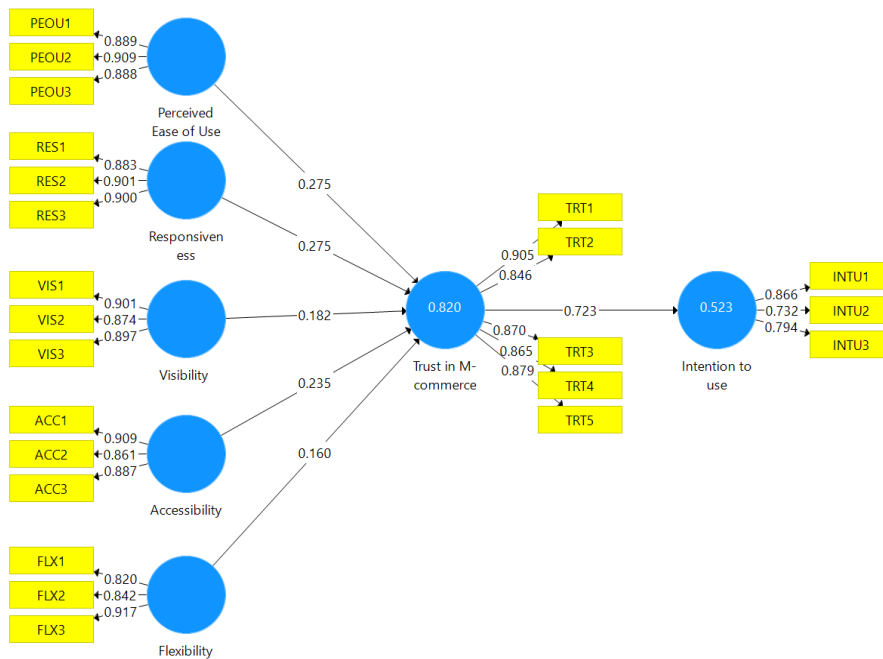 PEOU1
0.889
PEOU2
0.909
PEOU3
0.888
Perceived
Ease of Use
RES1
0.883
RES2
0.901
RES3
0.900
Responsiven
ess
VIS1
0.901
VIS2
0.874
VIS3
0.897
Visibility
ACC1
0.909
ACC2
0.861
ACC3
0.887
Accessibility
FLX1
0.820
FLX2
0.842
FLX3
0.917
Flexibility
0.275
0.275
0.182
0.235
0.160
0.820
Trust in M-
commerce
TRT1
0.905
TRT2
0.846
0.870
TRT3
0.865
TRT4
0.879
TRT5
0.723
0.523
Intention to
use
INTU1
0.866
INTU2
0.732
INTU3
0.794